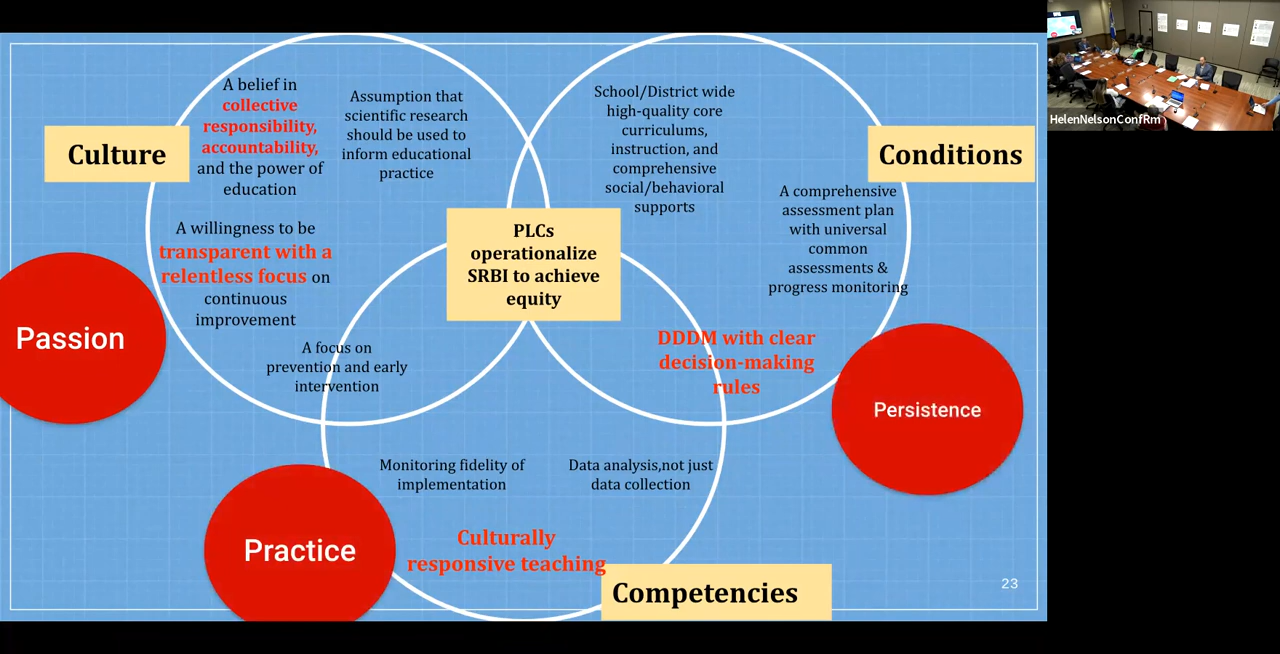 A belief in
collective
responsibility,
accountability,
and the power of
education
Assumption that
scientific research
should be used to
inform educational
practice
School/District wide
high-quality core
curriculums,
instruction, and
comprehensive
social/behavioral
supports
HelenNelsonConfRm
Culture
Conditions
A comprehensive
assessment plan
with universal
common
assessments &
progress monitoring
A willingness to be
transparent with a
relentless focus on
continuous
improvement
PLCs
operationalize
SRBI to achieve
equity
Passion
A focus on
prevention and early
intervention
DDDM with clear
decision-making
rules
Persistence
Monitoring fidelity of
implementation
Data analysis,not just
data collection
Practice
Culturally
responsive teaching
Competencies
23